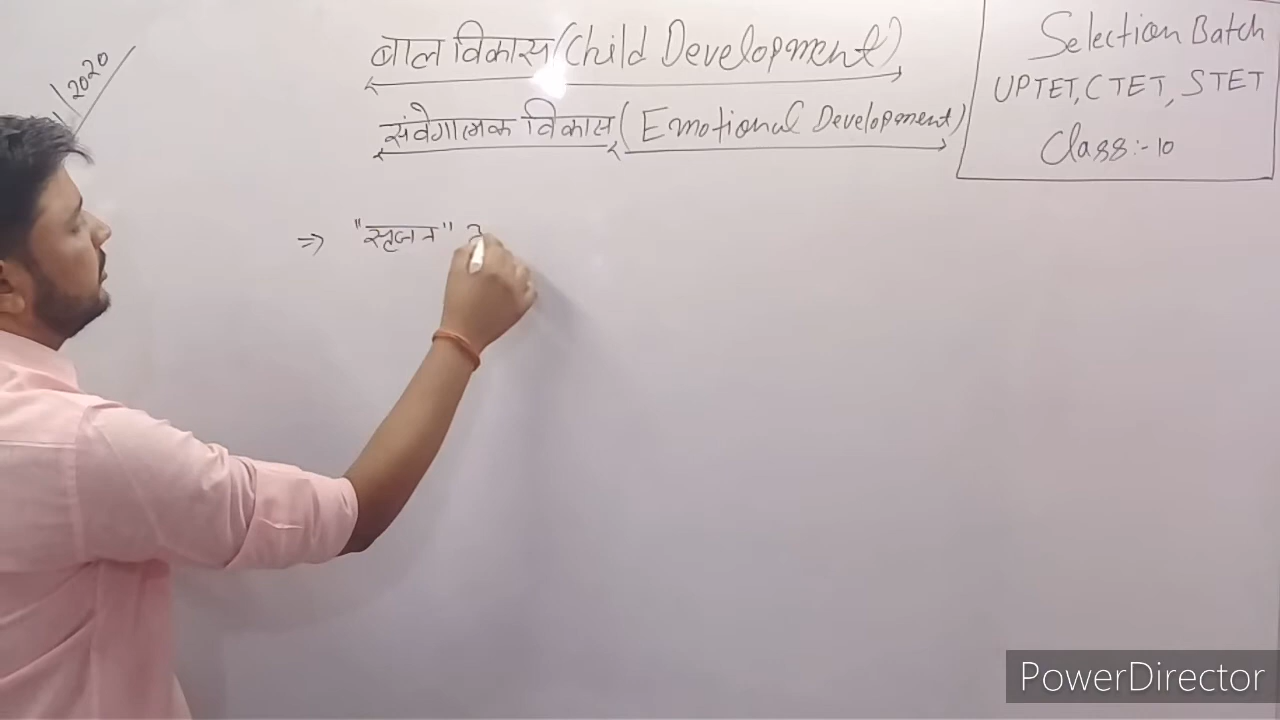 बाल विकास (Child Development)
संवेगात्मक विकास (Emotional Development)
Selection Batch
UPTET, CTET, STET
Class:- 10
/2020
⇒ "सृजन"
PowerDirector